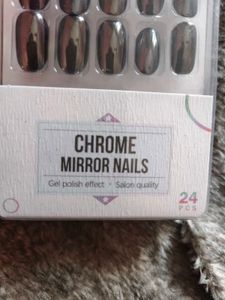 CHROME
MIRROR NAILS
Gel polish effect • Salon quality
24
PCS